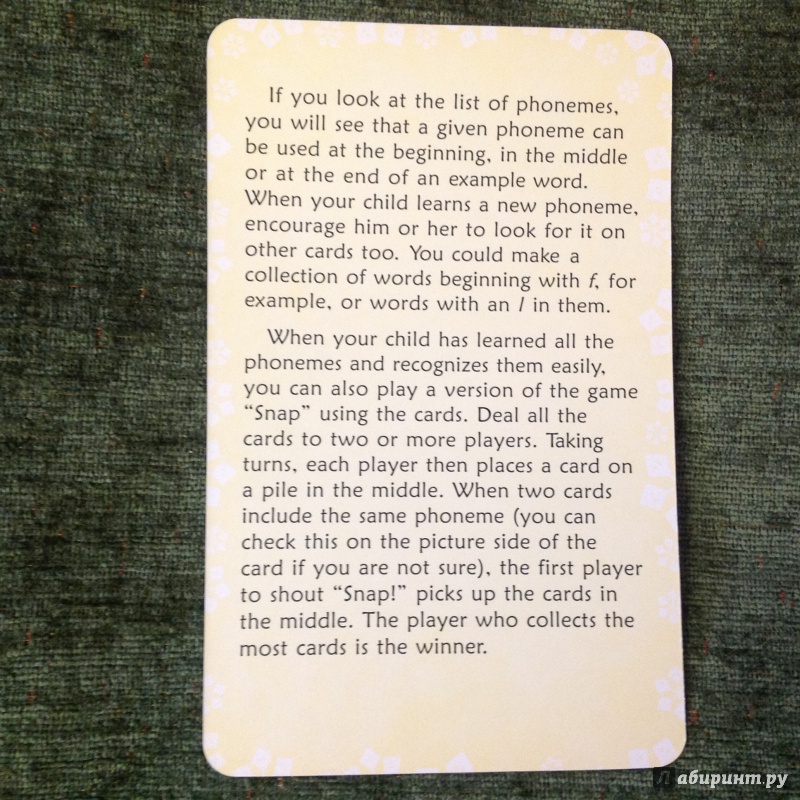 If you look at the list of phonemes,
you will see that a given phoneme can
be used at the beginning, in the middle
or at the end of an example word.
When your child learns a new phoneme,
encourage him or her to look for it on
other cards too. You could make a
collection of words beginning with f, for
example, or words with an l in them.
When your child has learned all the
phonemes and recognizes them easily,
you can also play a version of the game
“Snap” using the cards. Deal all the
cards to two or more players. Taking
turns, each player then places a card on
a pile in the middle. When two cards
include the same phoneme (you can
check this on the picture side of the
card if you are not sure), the first player
to shout “Snap!” picks up the cards in
the middle. The player who collects the
most cards is the winner.
Лабиринт.ру